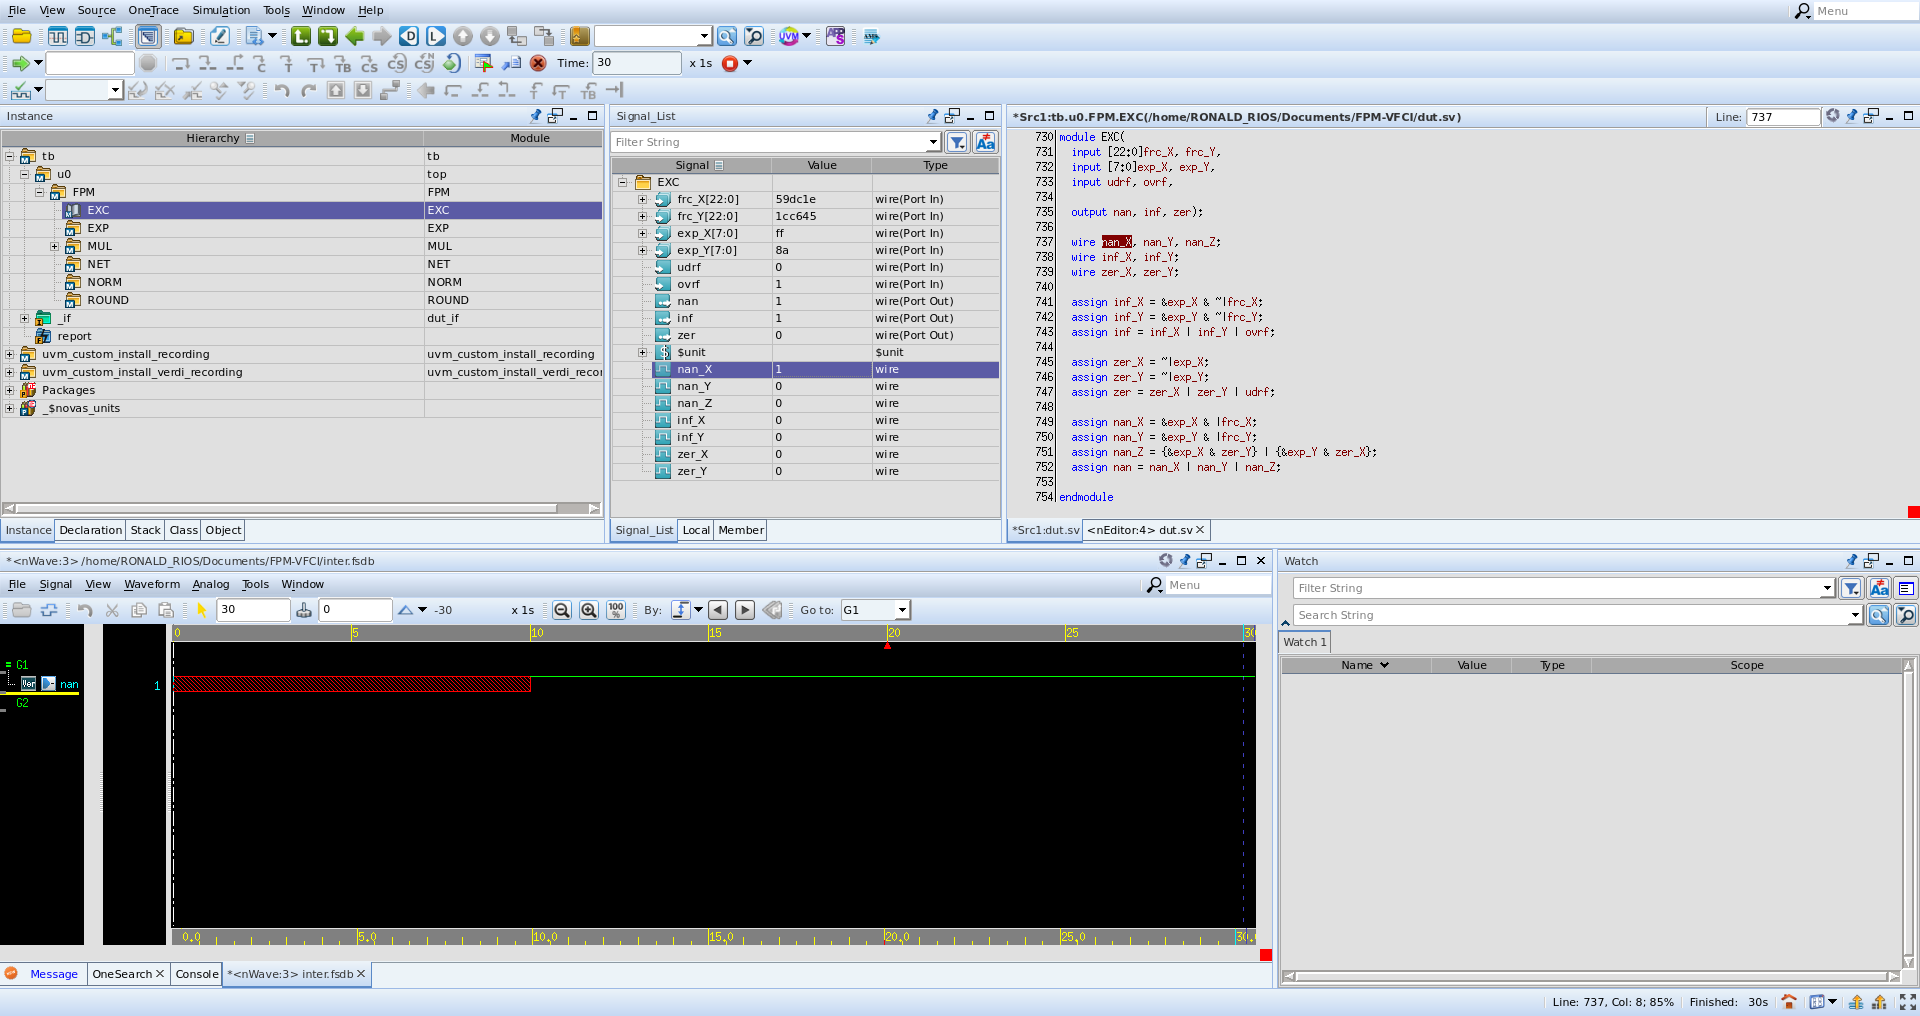 File View Source OneTrace Simulation Tools Window Help
Menu
Time: 30 x 1s
Instance
Hierarchy Module
tb tb
u0 top
FPM FPM
EXC EXC
EXP EXP
MUL MUL
NET NET
NORM NORM
ROUND ROUND
_if dut_if
report
uvm_custom_install_recording uvm_custom_install_recording
uvm_custom_install_verdi_recording uvm_custom_install_verdi_recor
Packages
_$novas_units
Instance Declaration Stack Class Object
Signal_List
Filter String
Signal Value Type
EXC
frc_X[22:0] 59dc1e wire(Port In)
frc_Y[22:0] 1cc645 wire(Port In)
exp_X[7:0] ff wire(Port In)
exp_Y[7:0] 8a wire(Port In)
udrf 0 wire(Port In)
ovrf 1 wire(Port In)
nan 1 wire(Port Out)
inf 1 wire(Port Out)
zer 0 wire(Port Out)
$unit $unit
nan_X 1 wire
nan_Y 0 wire
nan_Z 0 wire
inf_X 0 wire
inf_Y 0 wire
zer_X 0 wire
zer_Y 0 wire
Signal_List Local Member
*Src1:tb.u0.FPM.EXC(/home/RONALD_RIOS/Documents/FPM-VFCI/dut.sv) Line: 737
730 module EXC(
731 input [22:0]frc_X, frc_Y,
732 input [7:0]exp_X, exp_Y,
733 input udrf, ovrf,
734
735 output nan, inf, zer);
736
737 wire nan_X, nan_Y, nan_Z;
738 wire inf_X, inf_Y;
739 wire zer_X, zer_Y;
740
741 assign inf_X = &exp_X & ~|frc_X;
742 assign inf_Y = &exp_Y & ~|frc_Y;
743 assign inf = inf_X | inf_Y | ovrf;
744
745 assign zer_X = ~|exp_X;
746 assign zer_Y = ~|exp_Y;
747 assign zer = zer_X | zer_Y | udrf;
748
749 assign nan_X = &exp_X & |frc_X;
750 assign nan_Y = &exp_Y & |frc_Y;
751 assign nan_Z = {&exp_X & zer_Y} | {&exp_Y & zer_X};
752 assign nan = nan_X | nan_Y | nan_Z;
753
754 endmodule
*Src1:dut.sv <nEditor:4> dut.sv
*<nWave:3> /home/RONALD_RIOS/Documents/FPM-VFCI/inter.fsdb
File Signal View Waveform Analog Tools Window
Menu
30 0 -30 x 1s 100% By: Go to: G1
0 5 10 15 20 25 30
G1
nan 1
G2
0.0 5.0 10.0 15.0 20.0 25.0 30.
Message OneSearch Console *<nWave:3> inter.fsdb
Watch
Filter String
Search String
Watch 1
Name Value Type Scope
Line: 737, Col: 8; 85% Finished: 30s